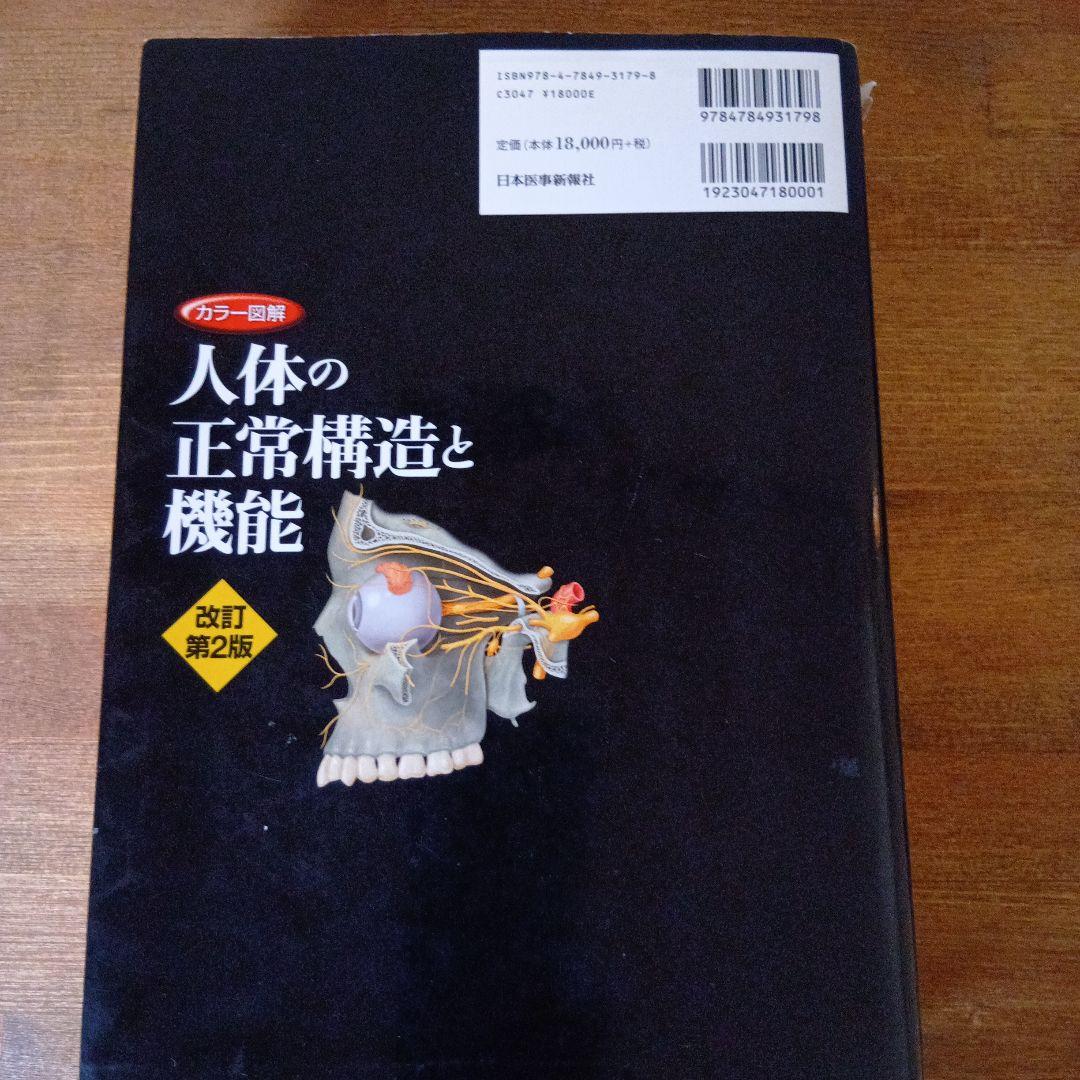 ISBN978-4-7849-3179-8
C3047 ¥18000E
定価(本体18,000円+税)
日本医事新報社
9784784931798
1923047180001
カラー図解
人体の
正常構造と
機能
改訂
第2版